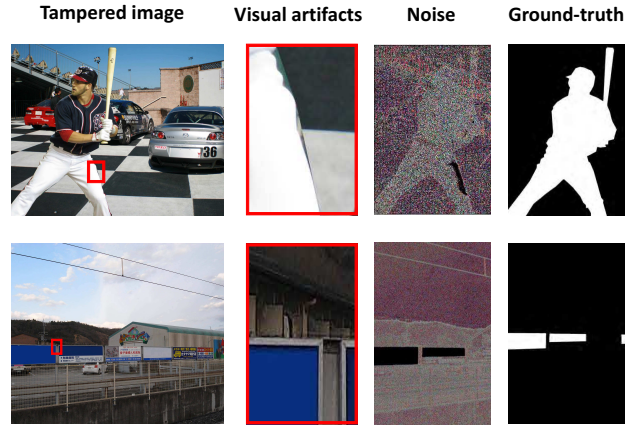 Tampered image
Visual artifacts
Noise
Ground-truth
36